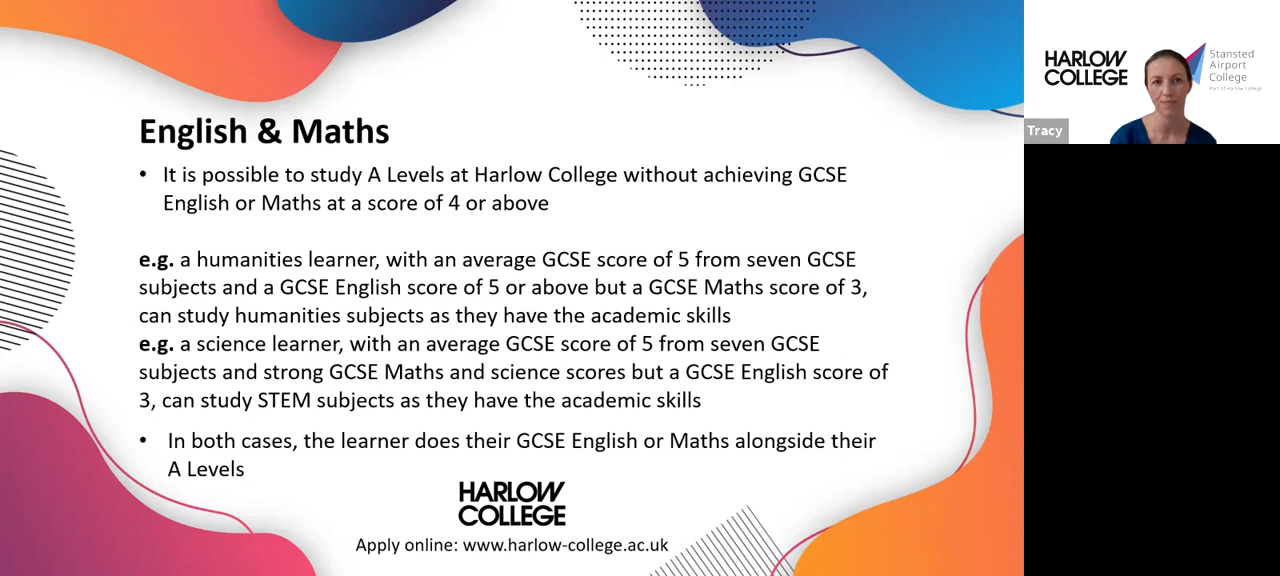 English & Maths
• It is possible to study A Levels at Harlow College without achieving GCSE
English or Maths at a score of 4 or above
e.g. a humanities learner, with an average GCSE score of 5 from seven GCSE
subjects and a GCSE English score of 5 or above but a GCSE Maths score of 3,
can study humanities subjects as they have the academic skills
e.g. a science learner, with an average GCSE score of 5 from seven GCSE
subjects and strong GCSE Maths and science scores but a GCSE English score of
3, can study STEM subjects as they have the academic skills
• In both cases, the learner does their GCSE English or Maths alongside their
A Levels
HARLOW
COLLEGE
Apply online: www.harlow-college.ac.uk
HARLOW
COLLEGE
Stansted
Airport
College
Part of Harlow College
Tracy